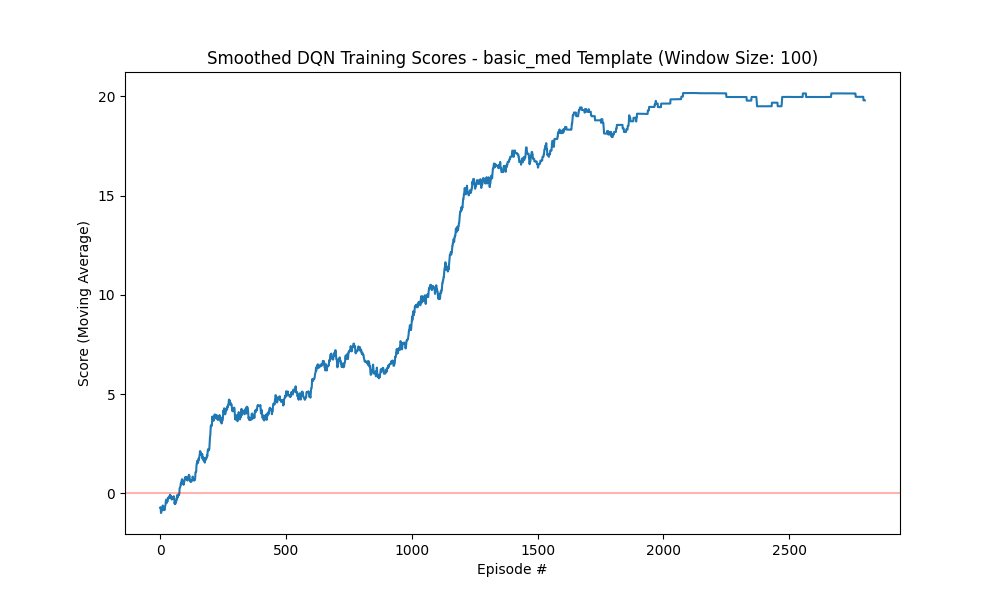 Smoothed DQN Training Scores - basic_med Template (Window Size: 100)
Score (Moving Average)
20
15
10
5
0
0 500 1000 1500 2000 2500
Episode #